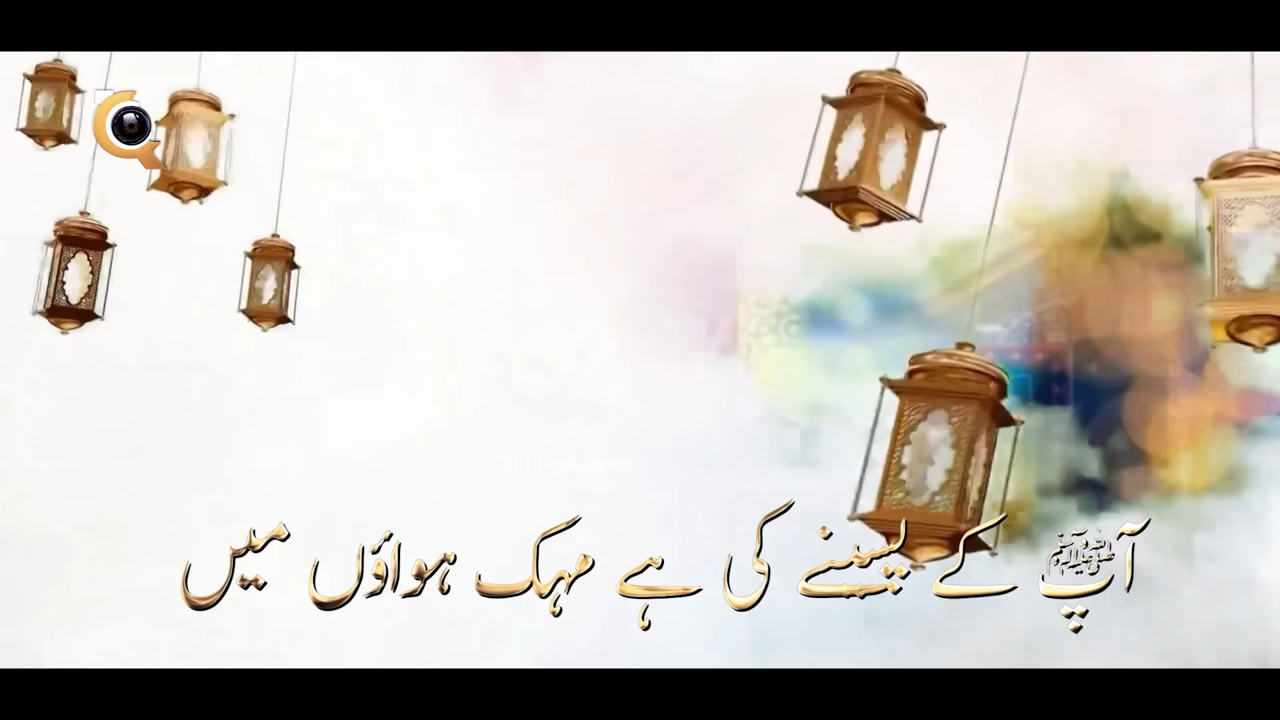 آپ ﷺ کے پسینے کی ہے مہک ہواؤں میں